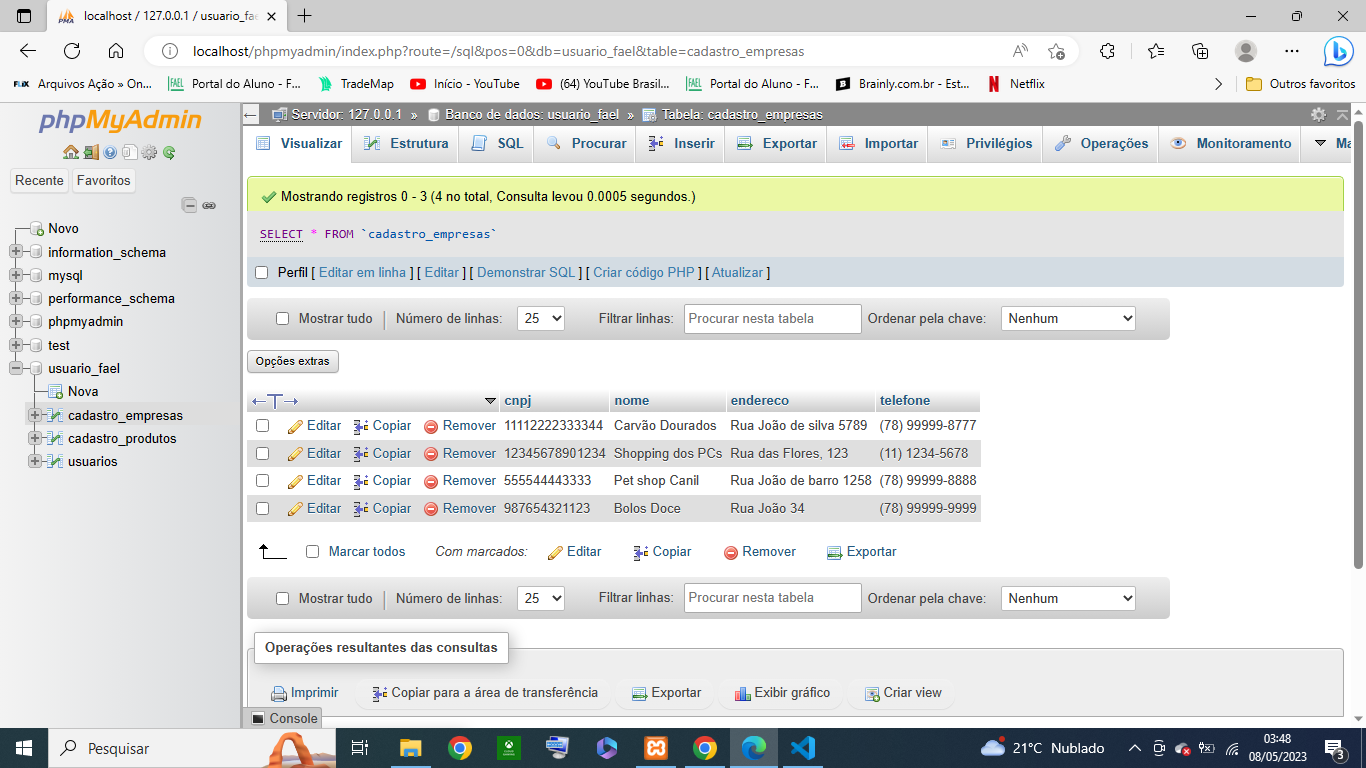 localhost / 127.0.0.1 / usuario_fae
localhost/phpmyadmin/index.php?route=/sql&pos=0&db=usuario_fael&table=cadastro_empresas
Arquivos Ação » On... Portal do Aluno - F... TradeMap Início - YouTube (64) YouTube Brasil... Portal do Aluno - F... Brainly.com.br - Est... Netflix Outros favoritos
phpMyAdmin
Recente Favoritos
Novo
information_schema
mysql
performance_schema
phpmyadmin
test
usuario_fael
Nova
cadastro_empresas
cadastro_produtos
usuarios
Servidor: 127.0.0.1 » Banco de dados: usuario_fael » Tabela: cadastro_empresas
Visualizar Estrutura SQL Procurar Inserir Exportar Importar Privilégios Operações Monitoramento Ma
Mostrando registros 0 - 3 (4 no total, Consulta levou 0.0005 segundos.)
SELECT * FROM `cadastro_empresas`
Perfil [ Editar em linha ] [ Editar ] [ Demonstrar SQL ] [ Criar código PHP ] [ Atualizar ]
Mostrar tudo | Número de linhas: 25 Filtrar linhas: Procurar nesta tabela Ordenar pela chave: Nenhum
Opções extras
cnpj nome endereco telefone
Editar Copiar Remover 11112222333344 Carvão Dourados Rua João de silva 5789 (78) 99999-8777
Editar Copiar Remover 12345678901234 Shopping dos PCs Rua das Flores, 123 (11) 1234-5678
Editar Copiar Remover 555544443333 Pet shop Canil Rua João de barro 1258 (78) 99999-8888
Editar Copiar Remover 987654321123 Bolos Doce Rua João 34 (78) 99999-9999
Marcar todos Com marcados: Editar Copiar Remover Exportar
Mostrar tudo | Número de linhas: 25 Filtrar linhas: Procurar nesta tabela Ordenar pela chave: Nenhum
Operações resultantes das consultas
Imprimir Copiar para a área de transferência Exportar Exibir gráfico Criar view
Console
Pesquisar 21°C Nublado 03:48
08/05/2023 3